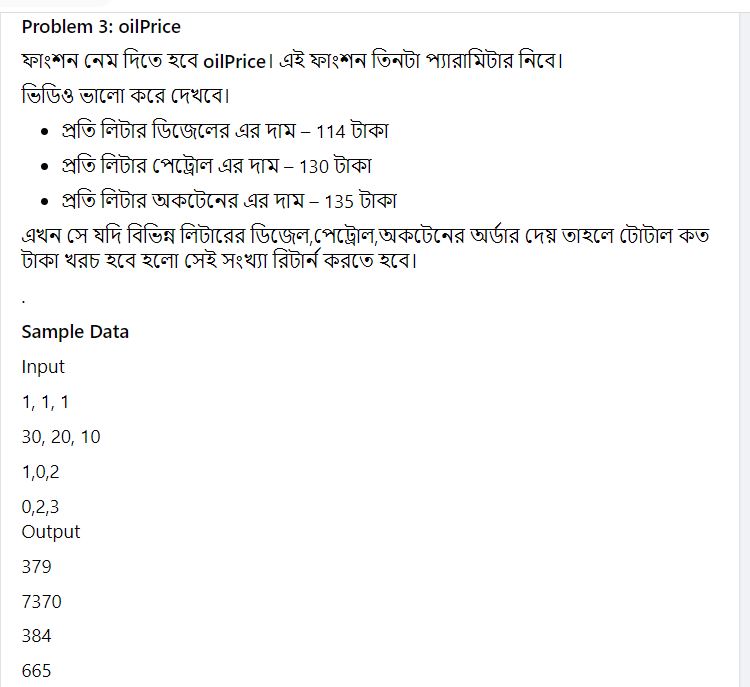 Problem 3: oilPrice
ফাংশন নেম দিতে হবে oilPrice। এই ফাংশন তিনটা প্যারামিটার নিবে।
ভিডিও ভালো করে দেখবে।
• প্রতি লিটার ডিজেলের এর দাম – 114 টাকা
• প্রতি লিটার পেট্রোল এর দাম – 130 টাকা
• প্রতি লিটার অকটেনের এর দাম – 135 টাকা
এখন সে যদি বিভিন্ন লিটারের ডিজেল,পেট্রোল,অকটেনের অর্ডার দেয় তাহলে টোটাল কত
টাকা খরচ হবে হলো সেই সংখ্যা রিটার্ন করতে হবে।
.
Sample Data
Input
1, 1, 1
30, 20, 10
1,0,2
0,2,3
Output
379
7370
384
665